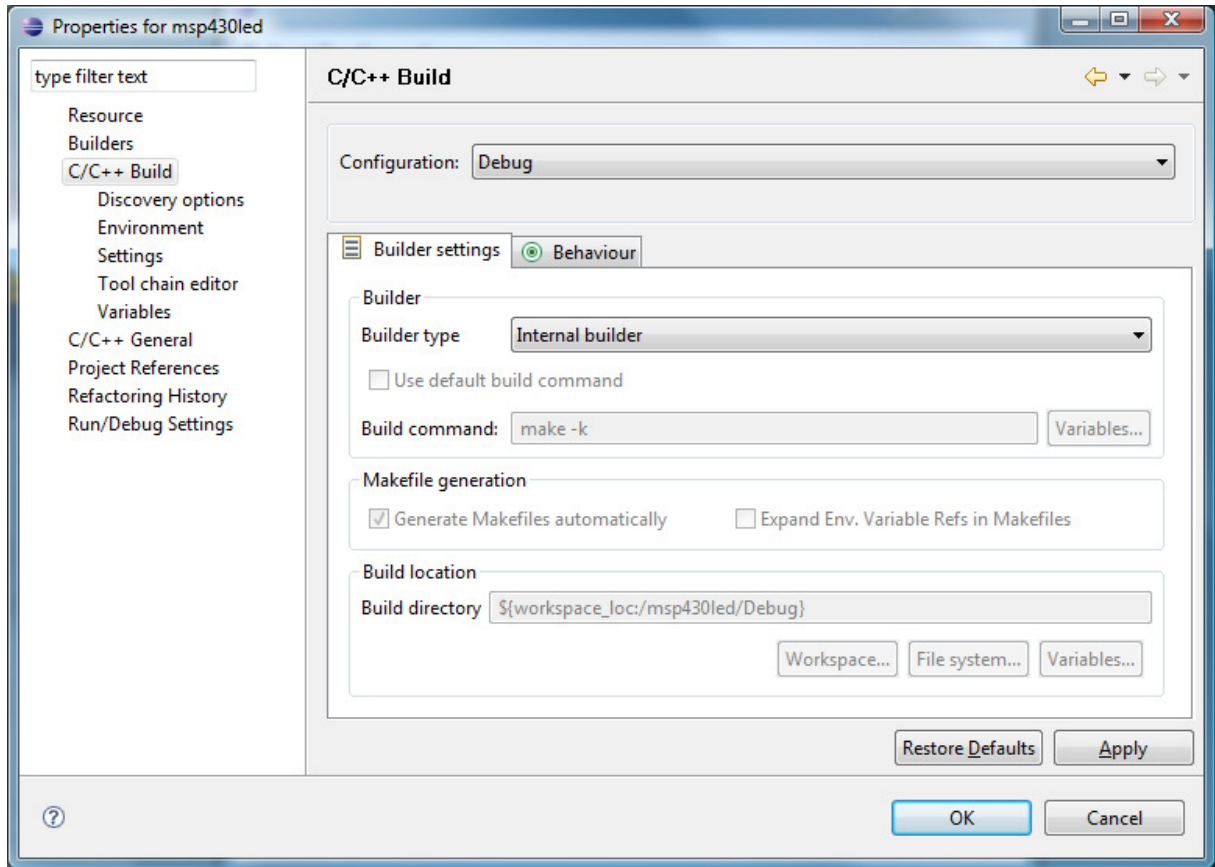 Properties for msp430led
type filter text
Resource
Builders
C/C++ Build
Discovery options
Environment
Settings
Tool chain editor
Variables
C/C++ General
Project References
Refactoring History
Run/Debug Settings
C/C++ Build
Configuration: Debug
Builder settings Behaviour
Builder
Builder type Internal builder
Use default build command
Build command: make -k Variables...
Makefile generation
Generate Makefiles automatically Expand Env. Variable Refs in Makefiles
Build location
Build directory ${workspace_loc:/msp430led/Debug}
Workspace... File system... Variables...
Restore Defaults Apply
? OK Cancel